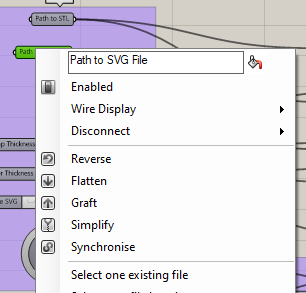 Path to STL
Path
Path to SVG File
Enabled
Wire Display
Disconnect
Reverse
Flatten
Graft
Simplify
Synchronise
Thickness
Thickness
SVG
Select one existing file